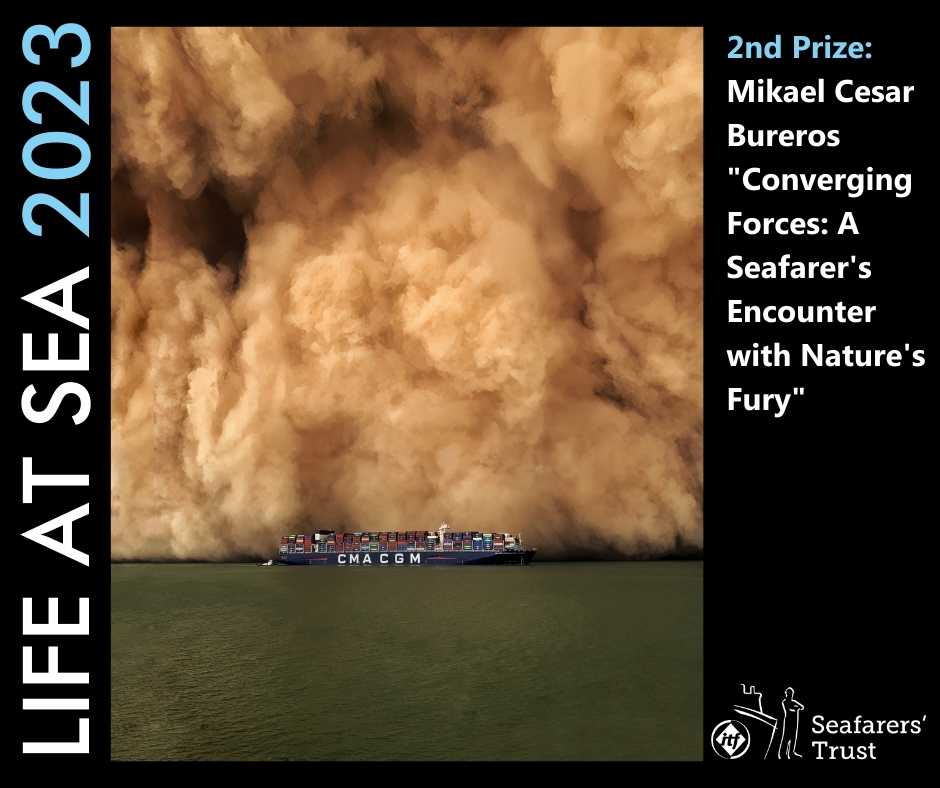 LIFE AT SEA 2023
2nd Prize:
Mikael Cesar
Bureros
"Converging
Forces: A
Seafarer's
Encounter
with Nature's
Fury"
CMA CGM
itf
Seafarers'
Trust